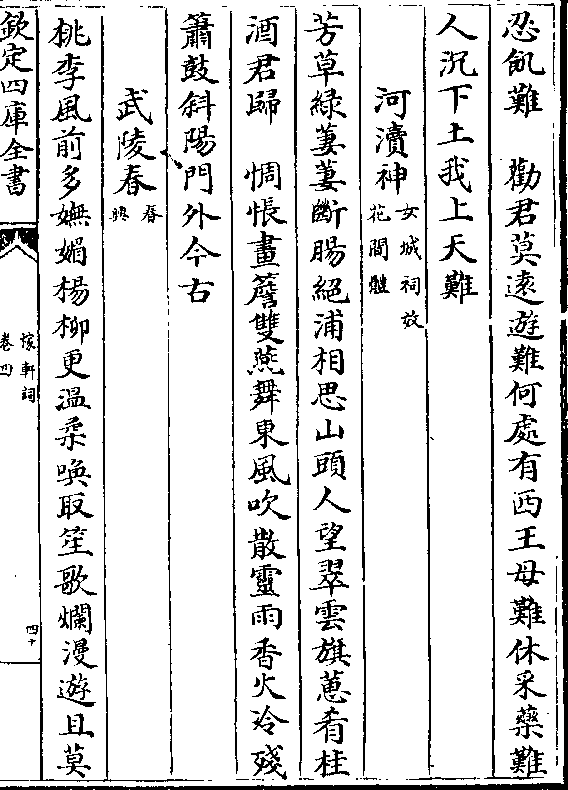 忍飢難　勸君莫遠遊難何處有西王母難休采藥難
人沉下土我上天難
河瀆神女城祠效花間體
芳草綠萋萋斷腸絶浦相思山頭人望翠雲旗蕙肴桂
酒君歸　惆悵畫簷雙燕舞東風吹散靈雨香火冷殘
簫鼓斜陽門外今古
武陵春春晚
桃李風前多嫵媚楊柳更溫柔喚取笙歌爛漫遊且莫
欽定四庫全書
稼軒詞
卷四
四十